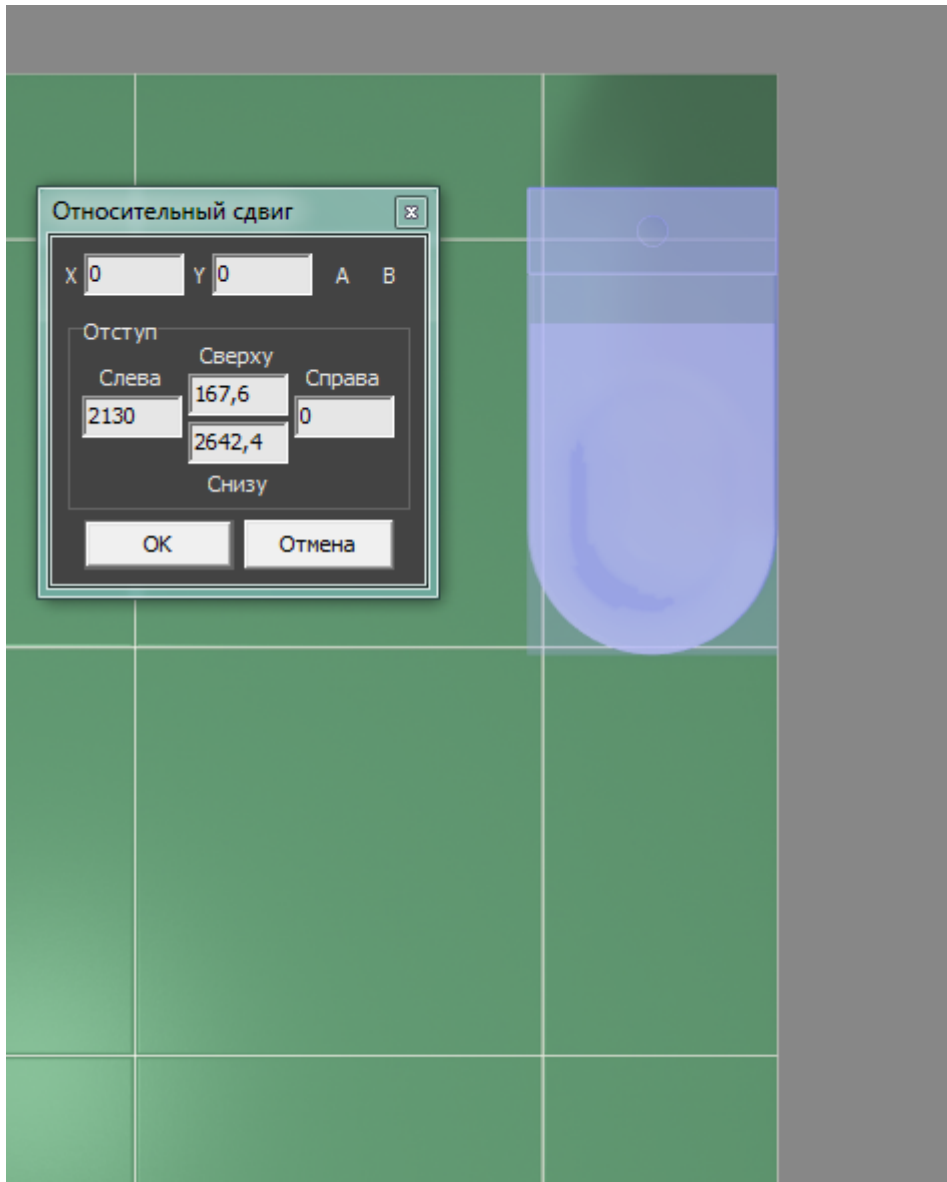 Относительный сдвиг
X 0 Y 0 A B
Отступ
Сверху
Слева Справа
167,6
2130 0
2642,4
Снизу
OK Отмена